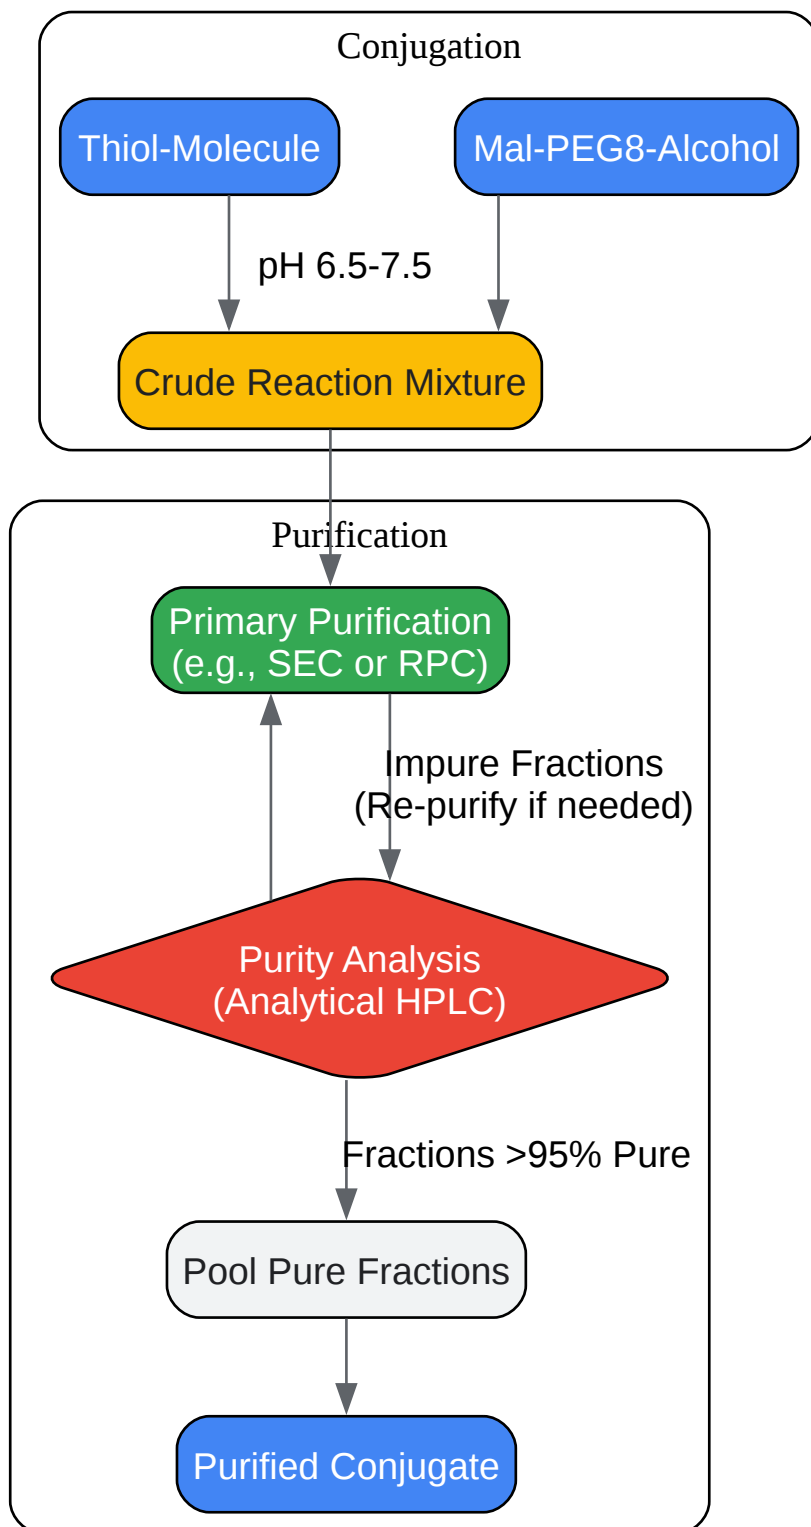 Conjugation
Thiol-Molecule
Mal-PEG8-Alcohol
pH 6.5-7.5
Crude Reaction Mixture
Purification
Primary Purification
(e.g., SEC or RPC)
Impure Fractions
(Re-purify if needed)
Purity Analysis
(Analytical HPLC)
Fractions >95% Pure
Pool Pure Fractions
Purified Conjugate